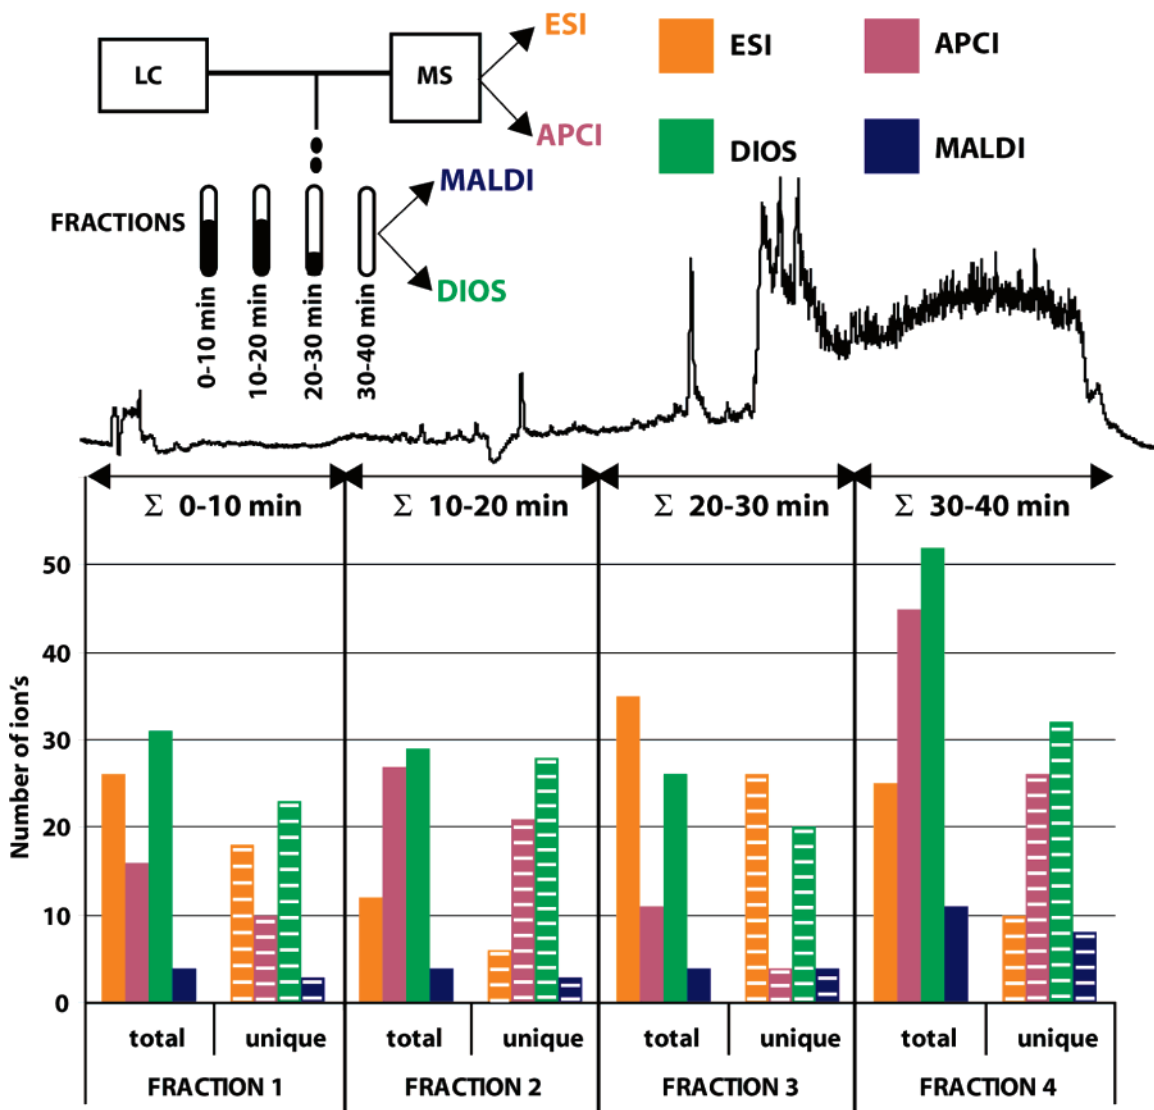 ESI
LC
MS
APCI
MALDI
FRACTIONS
DIOS
0-10 min
10-20 min
20-30 min
30-40 min
ESI
APCI
DIOS
MALDI
Σ 0-10 min
Σ 10-20 min
Σ 20-30 min
Σ 30-40 min
Number of ion's
50
40
30
20
10
0
total
unique
total
unique
total
unique
total
unique
FRACTION 1
FRACTION 2
FRACTION 3
FRACTION 4